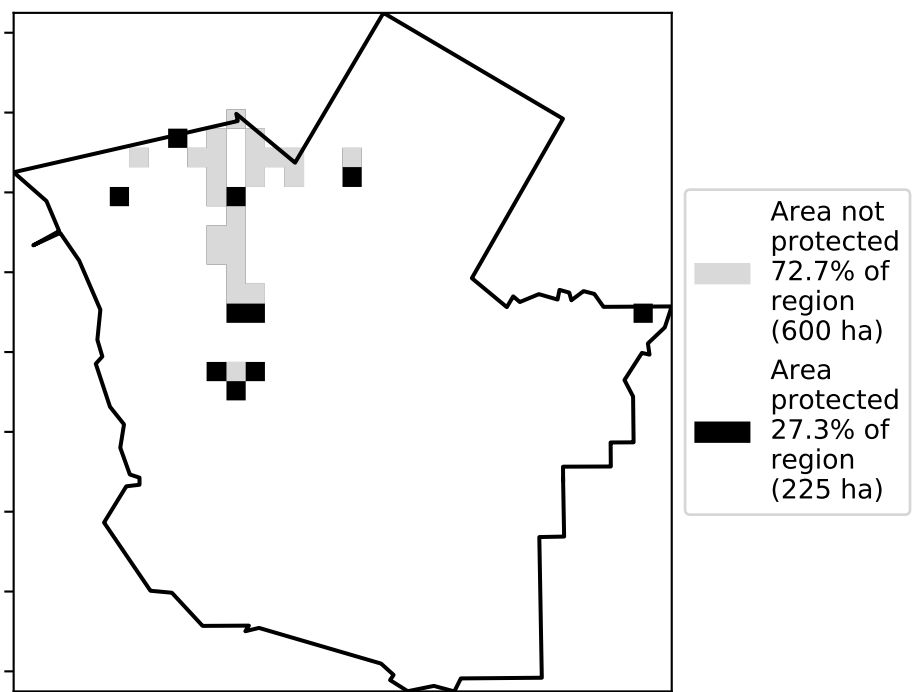 Area not
protected
72.7% of
region
(600 ha)
Area
protected
27.3% of
region
(225 ha)